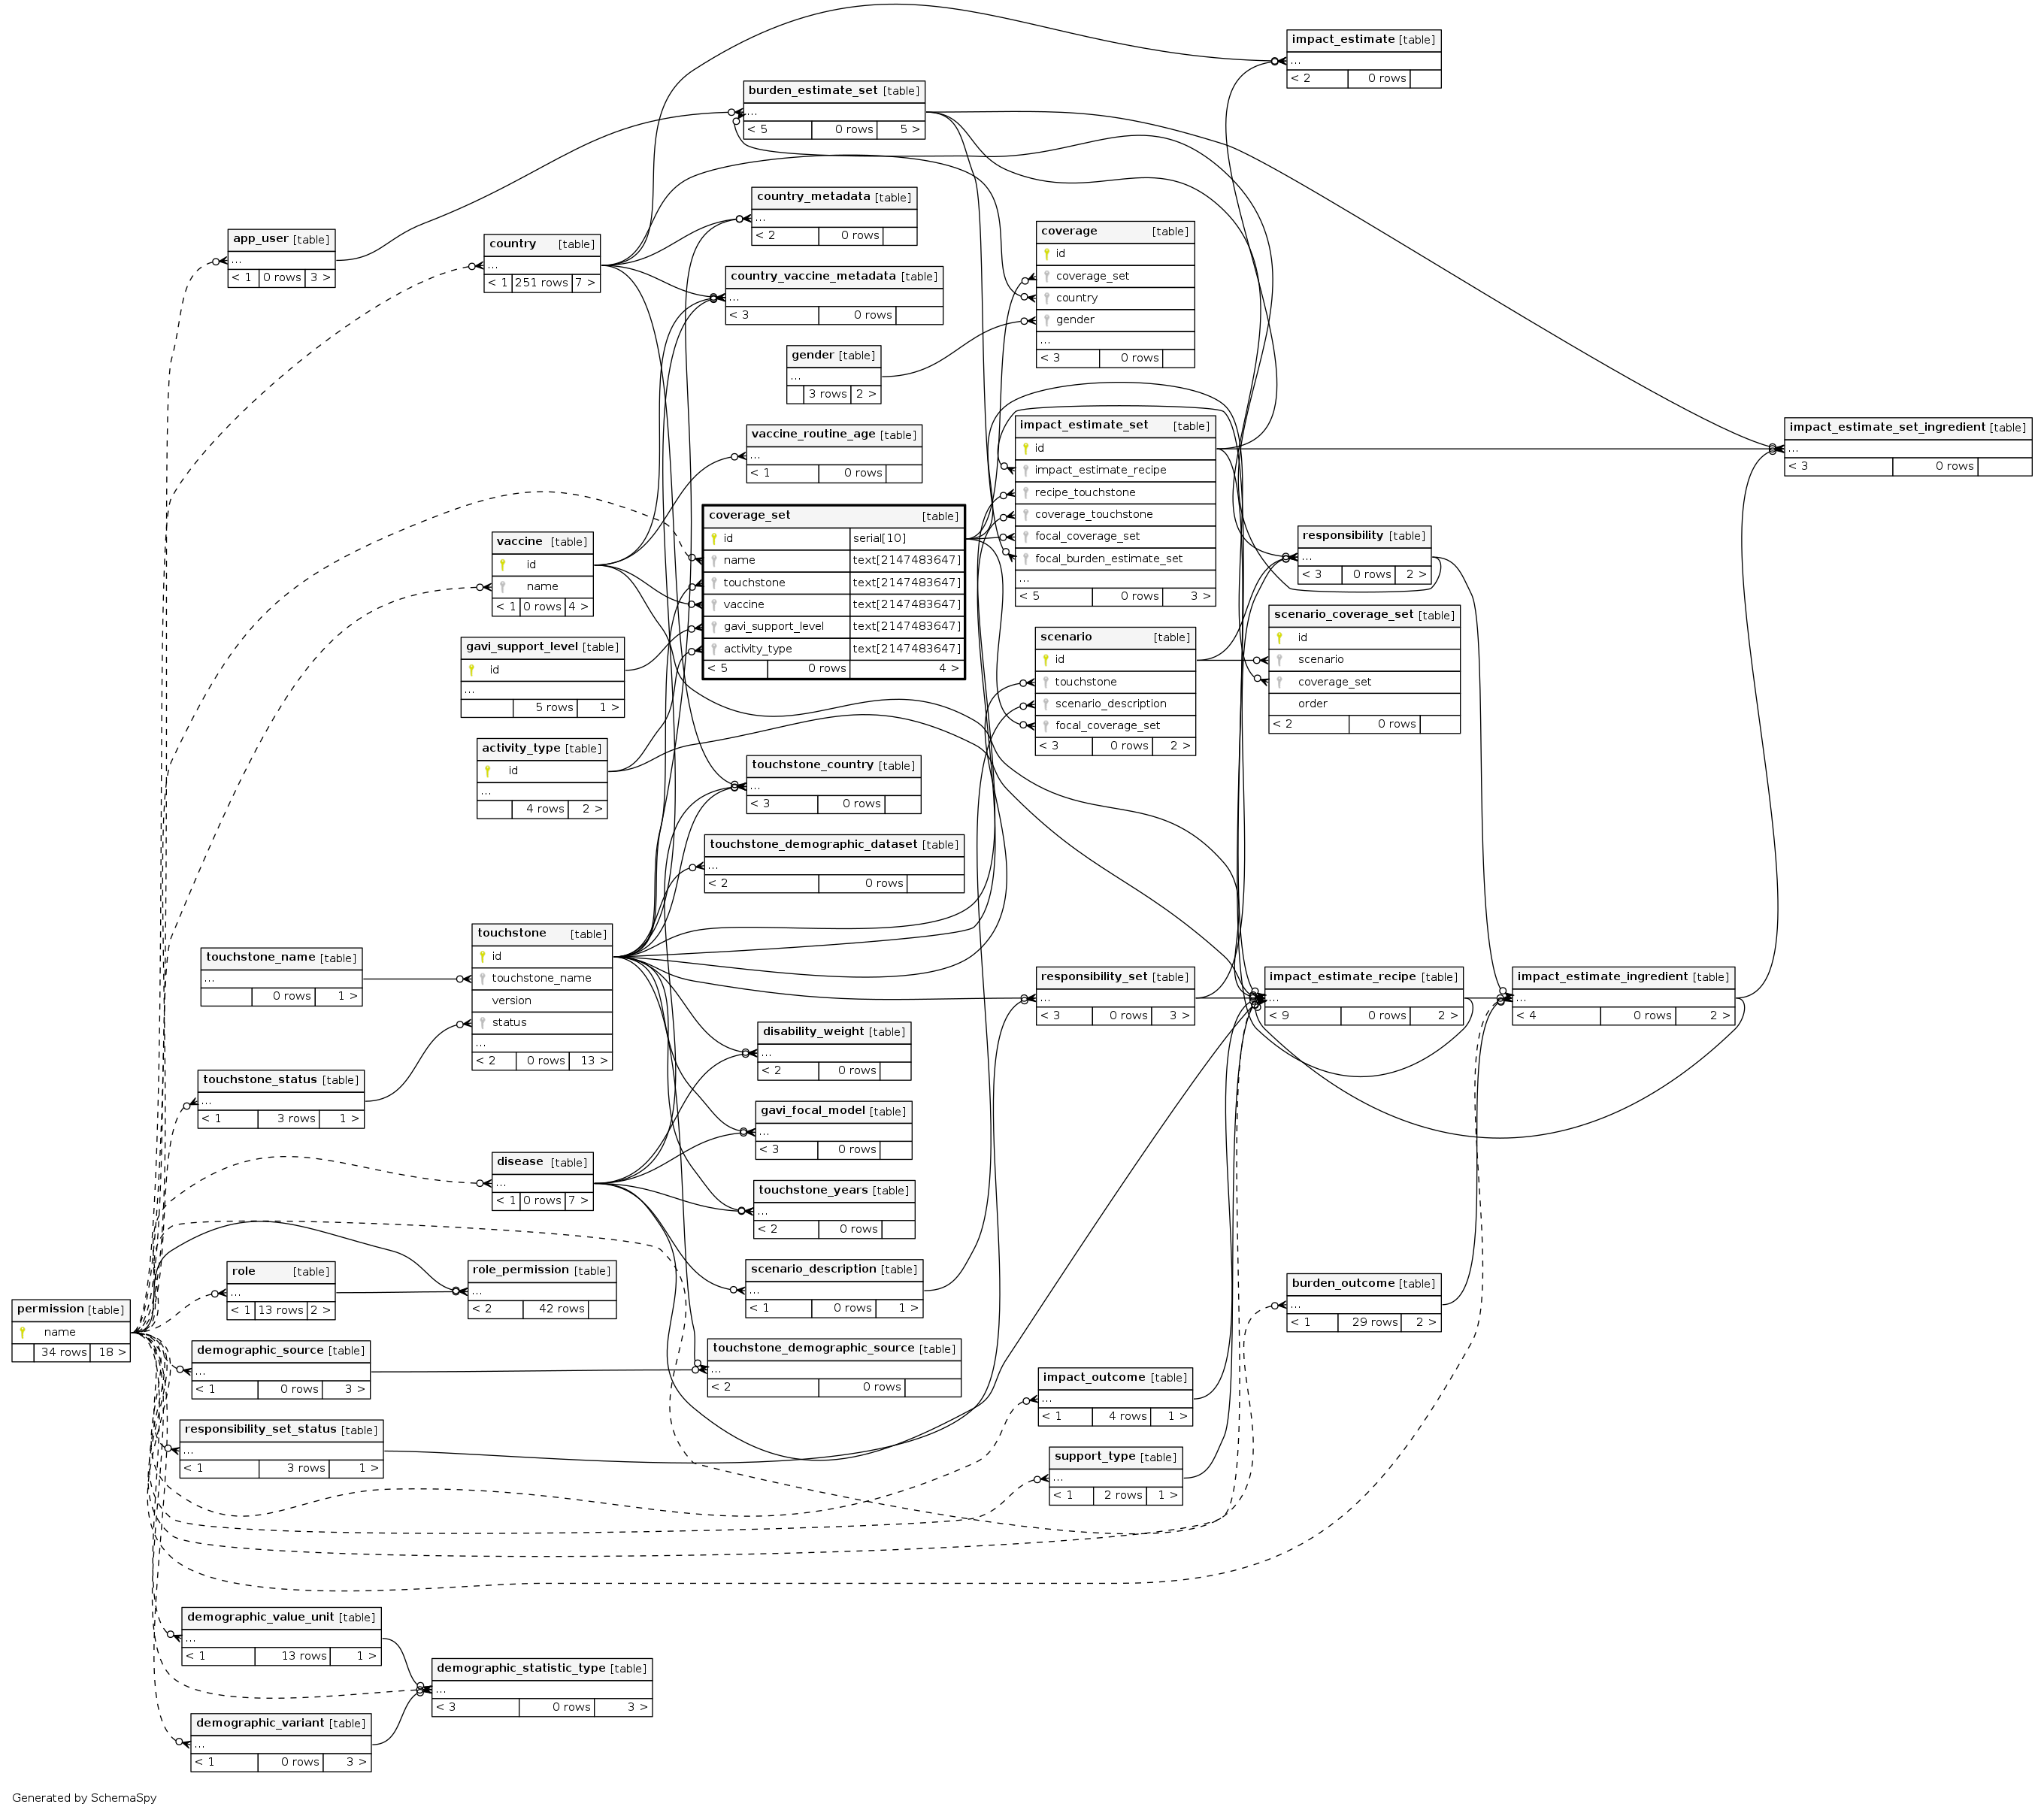 impact_estimate [table]
...
< 2 0 rows
burden_estimate_set [table]
...
< 5 0 rows 5 >
country_metadata [table]
...
< 2 0 rows
app_user [table]
...
< 1 0 rows 3 >
country [table]
...
< 1 251 rows 7 >
coverage [table]
id
coverage_set
country
gender
...
< 3 0 rows
country_vaccine_metadata [table]
...
< 3 0 rows
gender [table]
...
3 rows 2 >
impact_estimate_set [table]
id
impact_estimate_recipe
recipe_touchstone
coverage_touchstone
focal_coverage_set
focal_burden_estimate_set
...
< 5 0 rows 3 >
impact_estimate_set_ingredient [table]
...
< 3 0 rows
vaccine_routine_age [table]
...
< 1 0 rows
coverage_set [table]
id serial[10]
name text[2147483647]
touchstone text[2147483647]
vaccine text[2147483647]
gavi_support_level text[2147483647]
activity_type text[2147483647]
< 5 0 rows 4 >
vaccine [table]
id
name
< 1 0 rows 4 >
responsibility [table]
...
< 3 0 rows 2 >
scenario_coverage_set [table]
id
scenario
coverage_set
order
< 2 0 rows
scenario [table]
id
touchstone
scenario_description
focal_coverage_set
< 3 0 rows 2 >
gavi_support_level [table]
id
...
5 rows 1 >
activity_type [table]
id
...
4 rows 2 >
touchstone_country [table]
...
< 3 0 rows
touchstone_demographic_dataset [table]
...
< 2 0 rows
touchstone [table]
id
touchstone_name
version
status
...
< 2 0 rows 13 >
touchstone_name [table]
...
0 rows 1 >
responsibility_set [table]
...
< 3 0 rows 3 >
impact_estimate_recipe [table]
...
< 9 0 rows 2 >
impact_estimate_ingredient [table]
...
< 4 0 rows 2 >
disability_weight [table]
...
< 2 0 rows
touchstone_status [table]
...
< 1 3 rows 1 >
gavi_focal_model [table]
...
< 3 0 rows
disease [table]
...
< 1 0 rows 7 >
touchstone_years [table]
...
< 2 0 rows
role [table]
...
< 1 13 rows 2 >
role_permission [table]
...
< 2 42 rows
scenario_description [table]
...
< 1 0 rows 1 >
burden_outcome [table]
...
< 1 29 rows 2 >
permission [table]
name
34 rows 18 >
demographic_source [table]
...
< 1 0 rows 3 >
touchstone_demographic_source [table]
...
< 2 0 rows
impact_outcome [table]
...
< 1 4 rows 1 >
responsibility_set_status [table]
...
< 1 3 rows 1 >
support_type [table]
...
< 1 2 rows 1 >
demographic_value_unit [table]
...
< 1 13 rows 1 >
demographic_statistic_type [table]
...
< 3 0 rows 3 >
demographic_variant [table]
...
< 1 0 rows 3 >
Generated by SchemaSpy